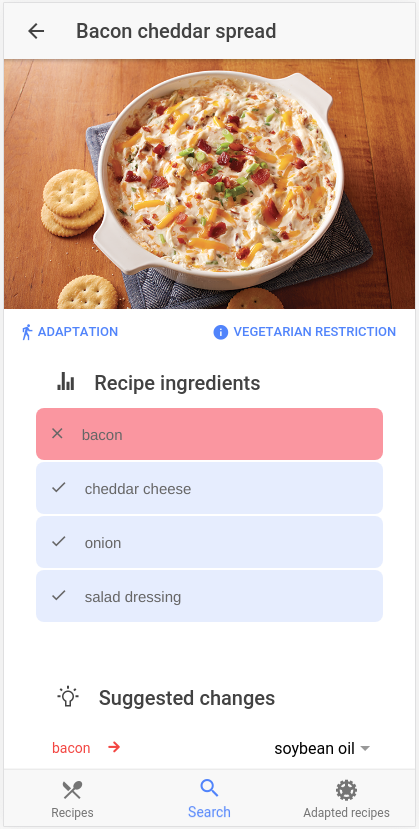 Bacon cheddar spread
ADAPTATION
VEGETARIAN RESTRICTION
Recipe ingredients
bacon
cheddar cheese
onion
salad dressing
Suggested changes
bacon
soybean oil
Recipes
Search
Adapted recipes